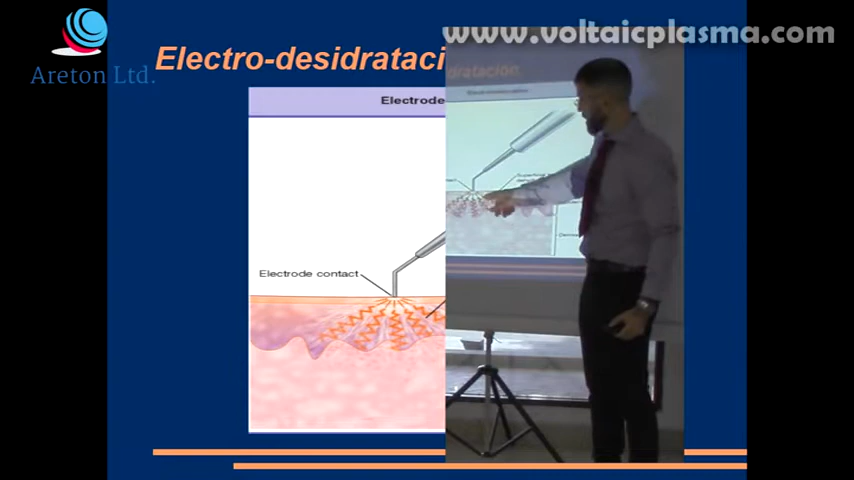 www.voltaicplasma.com
Areton Ltd.
Electro-desidrataci
dratación
Electrode
Electrode contact